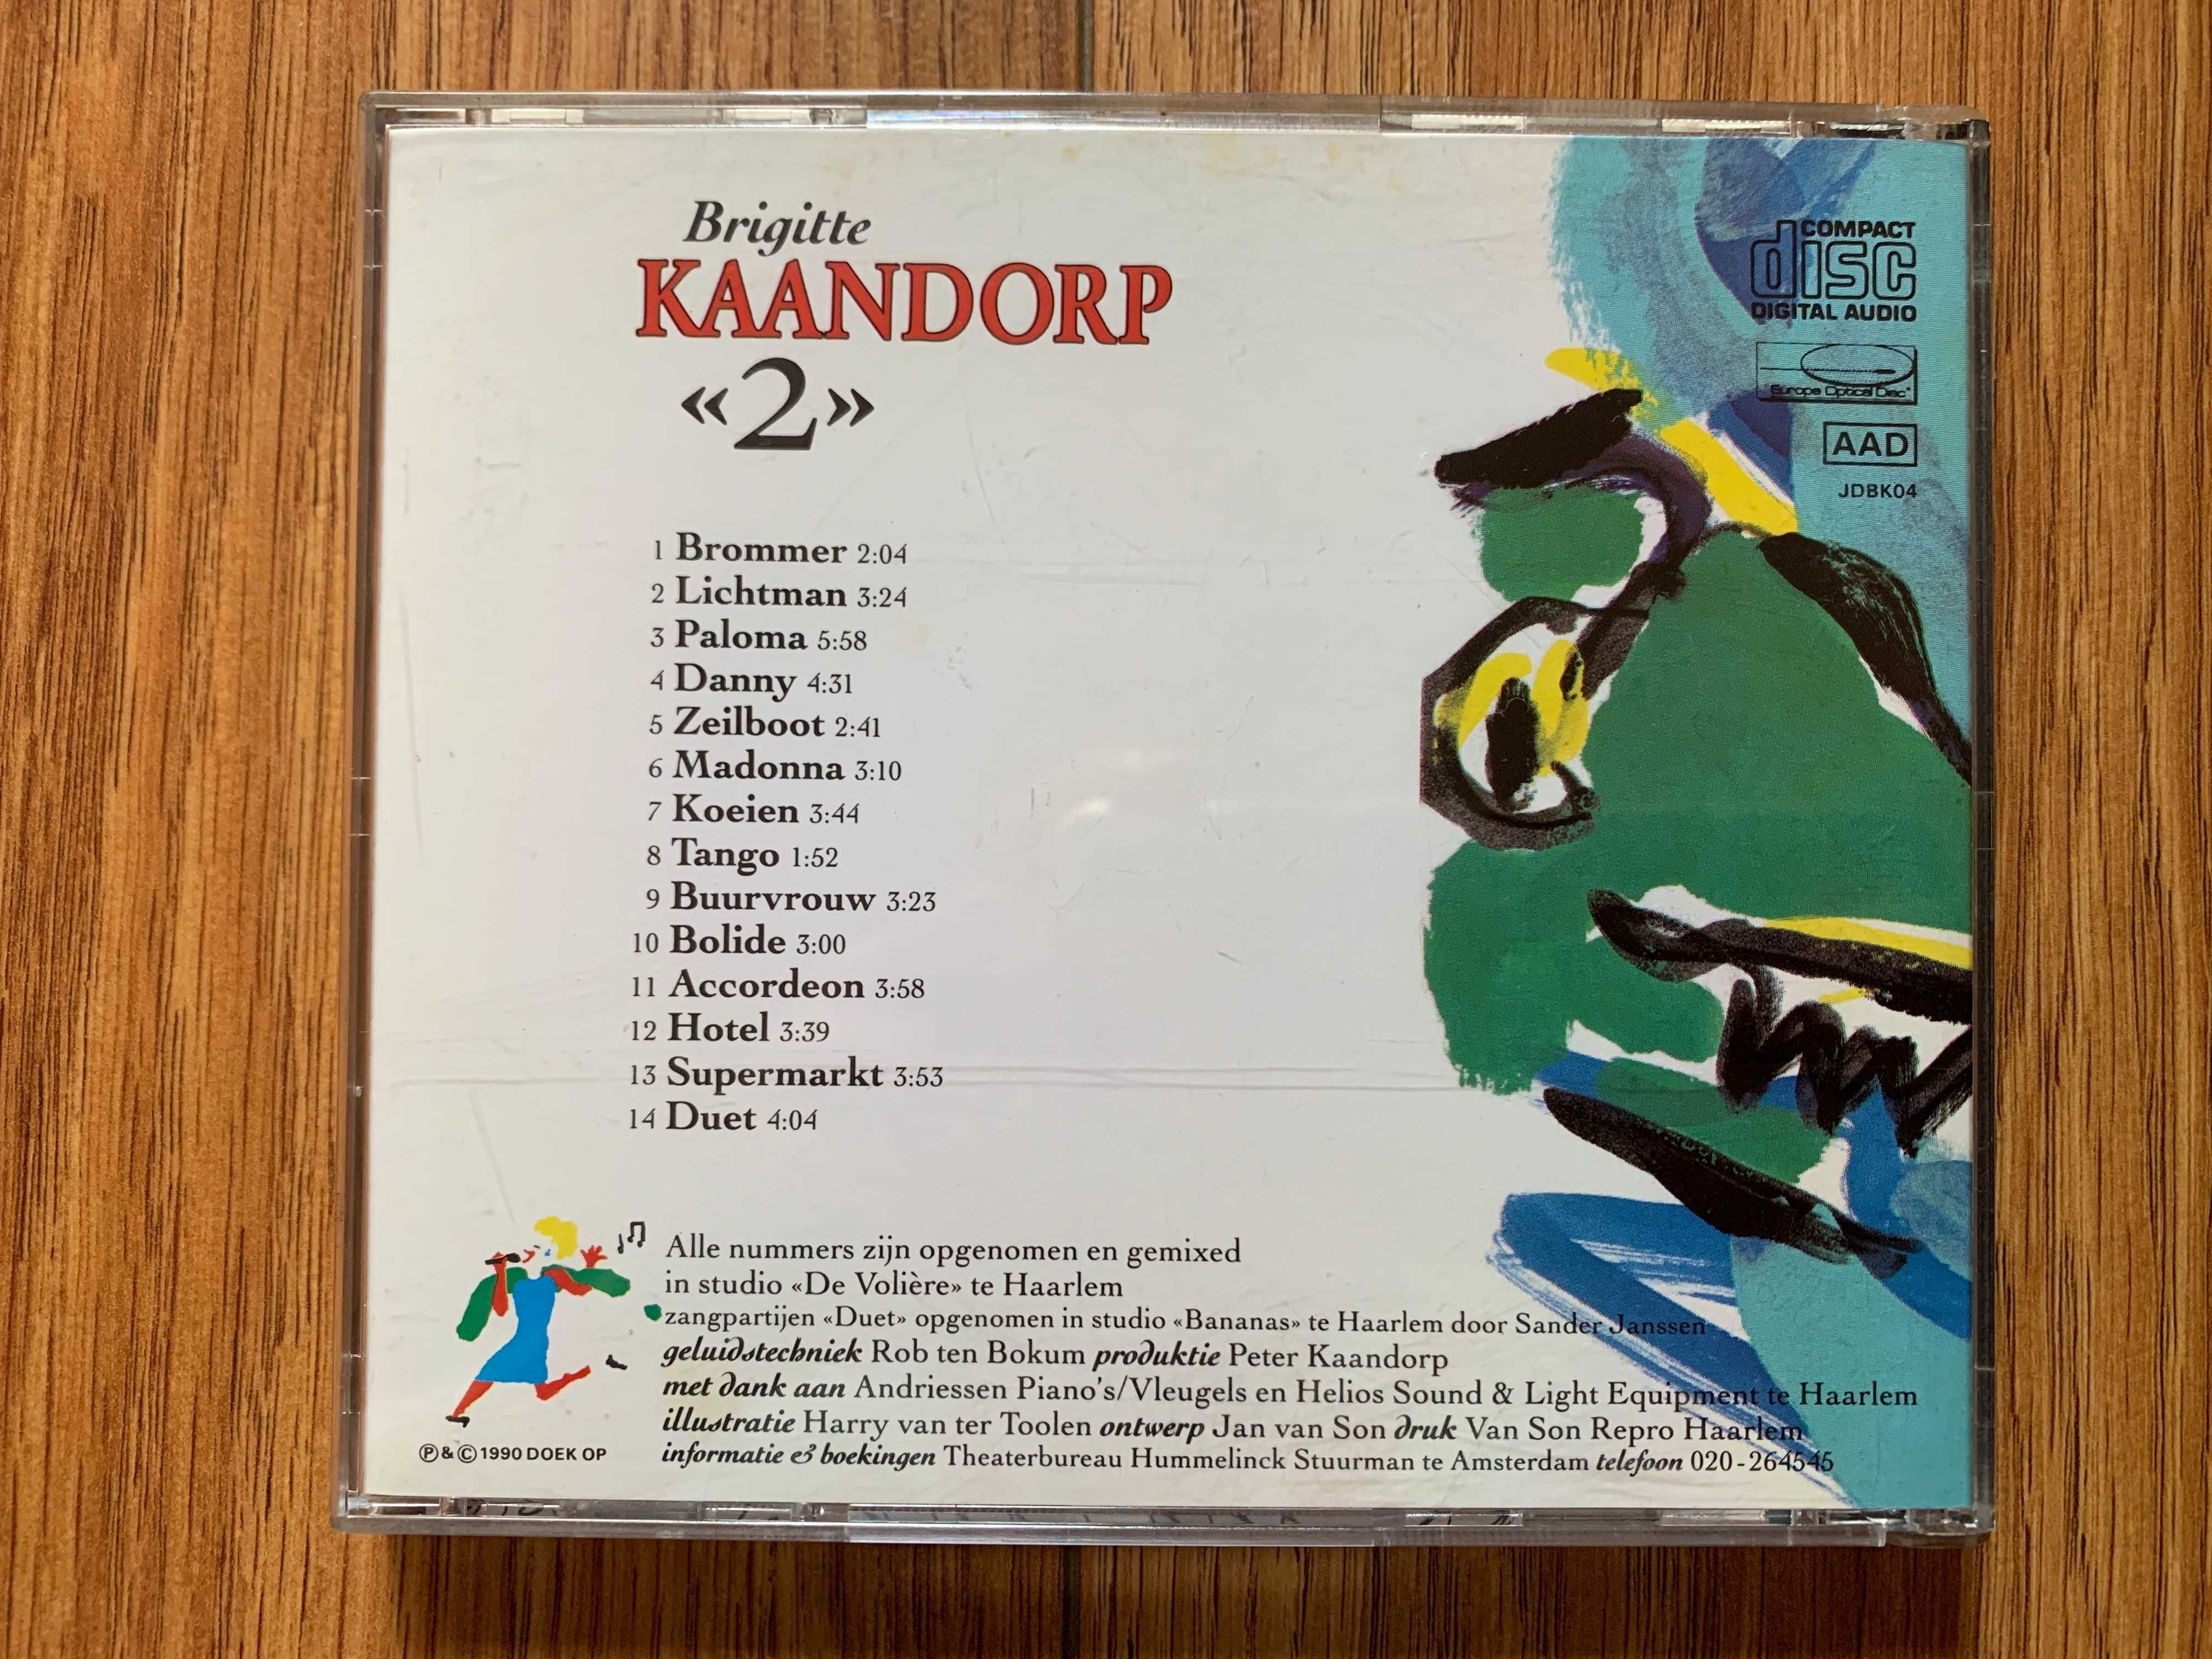 Brigitte
KAANDORP
«2»
COMPACT
disc
DIGITAL AUDIO
"Europe Optical Disc"
AAD
JDBK04
1 Brommer 2:04
2 Lichtman 3:24
3 Paloma 5:58
4 Danny 4:31
5 Zeilboot 2:41
6 Madonna 3:10
7 Koeien 3:44
8 Tango 1:52
9 Buurvrouw 3:23
10 Bolide 3:00
11 Accordeon 3:58
12 Hotel 3:39
13 Supermarkt 3:53
14 Duet 4:04
Alle nummers zijn opgenomen en gemixed
in studio «De Volière» te Haarlem
zangpartijen «Duet» opgenomen in studio «Bananas» te Haarlem door Sander Janssen
geluidstechniek Rob ten Bokum produktie Peter Kaandorp
met dank aan Andriessen Piano's/Vleugels en Helios Sound & Light Equipment te Haarlem
illustratie Harry van ter Toolen ontwerp Jan van Son druk Van Son Repro Haarlem
informatie & boekingen Theaterbureau Hummelinck Stuurman te Amsterdam telefoon 020-264545
Ⓟ&©1990 DOEK OP